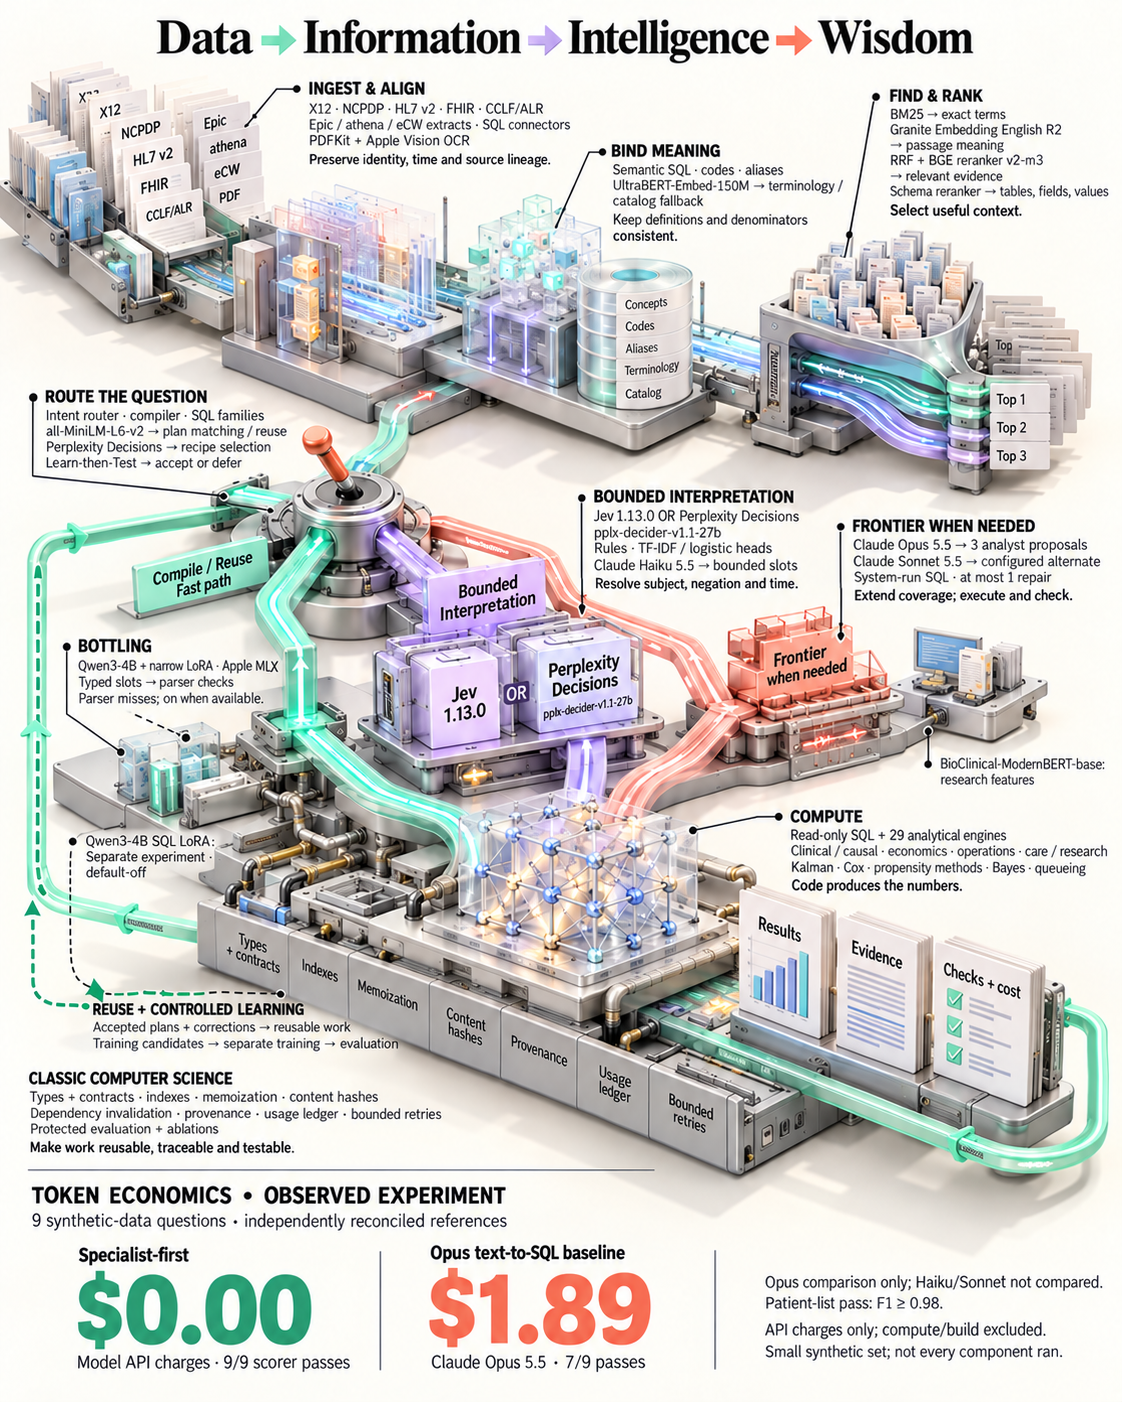 Data → Information → Intelligence → Wisdom
INGEST & ALIGN
X12 · NCPDP · HL7 v2 · FHIR · CCLF/ALR
Epic / athena / eCW extracts · SQL connectors
PDFKit + Apple Vision OCR
Preserve identity, time and source lineage.
X12
NCPDP
HL7 v2
FHIR
CCLF/ALR
Epic
athena
eCW
PDF
BIND MEANING
Semantic SQL · codes · aliases
UltraBERT-Embed-150M → terminology /
catalog fallback
Keep definitions and denominators
consistent.
Concepts
Codes
Aliases
Terminology
Catalog
FIND & RANK
BM25 → exact terms
Granite Embedding English R2
→ passage meaning
RRF + BGE reranker v2-m3
→ relevant evidence
Schema reranker → tables, fields, values
Select useful context.
Top
Top 1
Top 2
Top 3
ROUTE THE QUESTION
Intent router · compiler · SQL families
all-MiniLM-L6-v2 → plan matching / reuse
Perplexity Decisions → recipe selection
Learn-then-Test → accept or defer
Compile / Reuse
Fast path
BOUNDED INTERPRETATION
Jev 1.13.0 OR Perplexity Decisions
pplx-decider-v1.1-27b
Rules · TF-IDF / logistic heads
Claude Haiku 5.5 → bounded slots
Resolve subject, negation and time.
Bounded
Interpretation
Jev
1.13.0
OR
Perplexity
Decisions
pplx-decider-v1.1-27b
FRONTIER WHEN NEEDED
Claude Opus 5.5 → 3 analyst proposals
Claude Sonnet 5.5 → configured alternate
System-run SQL · at most 1 repair
Extend coverage; execute and check.
Frontier
when needed
BioClinical-ModernBERT-base:
research features
BOTTLING
Qwen3-4B + narrow LoRA · Apple MLX
Typed slots → parser checks
Parser misses; on when available.
Qwen3-4B SQL LoRA:
Separate experiment ·
default-off
COMPUTE
Read-only SQL + 29 analytical engines
Clinical / causal · economics · operations · care / research
Kalman · Cox · propensity methods · Bayes · queueing
Code produces the numbers.
Types
+ contracts
Indexes
Memoization
Content
hashes
Provenance
Usage
ledger
Bounded
retries
Results
Evidence
Checks + cost
REUSE + CONTROLLED LEARNING
Accepted plans + corrections → reusable work
Training candidates → separate training → evaluation
CLASSIC COMPUTER SCIENCE
Types + contracts · indexes · memoization · content hashes
Dependency invalidation · provenance · usage ledger · bounded retries
Protected evaluation + ablations
Make work reusable, traceable and testable.
TOKEN ECONOMICS • OBSERVED EXPERIMENT
9 synthetic-data questions · independently reconciled references
Specialist-first
$0.00
Model API charges · 9/9 scorer passes
Opus text-to-SQL baseline
$1.89
Claude Opus 5.5 · 7/9 passes
Opus comparison only; Haiku/Sonnet not compared.
Patient-list pass: F1 ≥ 0.98.
API charges only; compute/build excluded.
Small synthetic set; not every component ran.